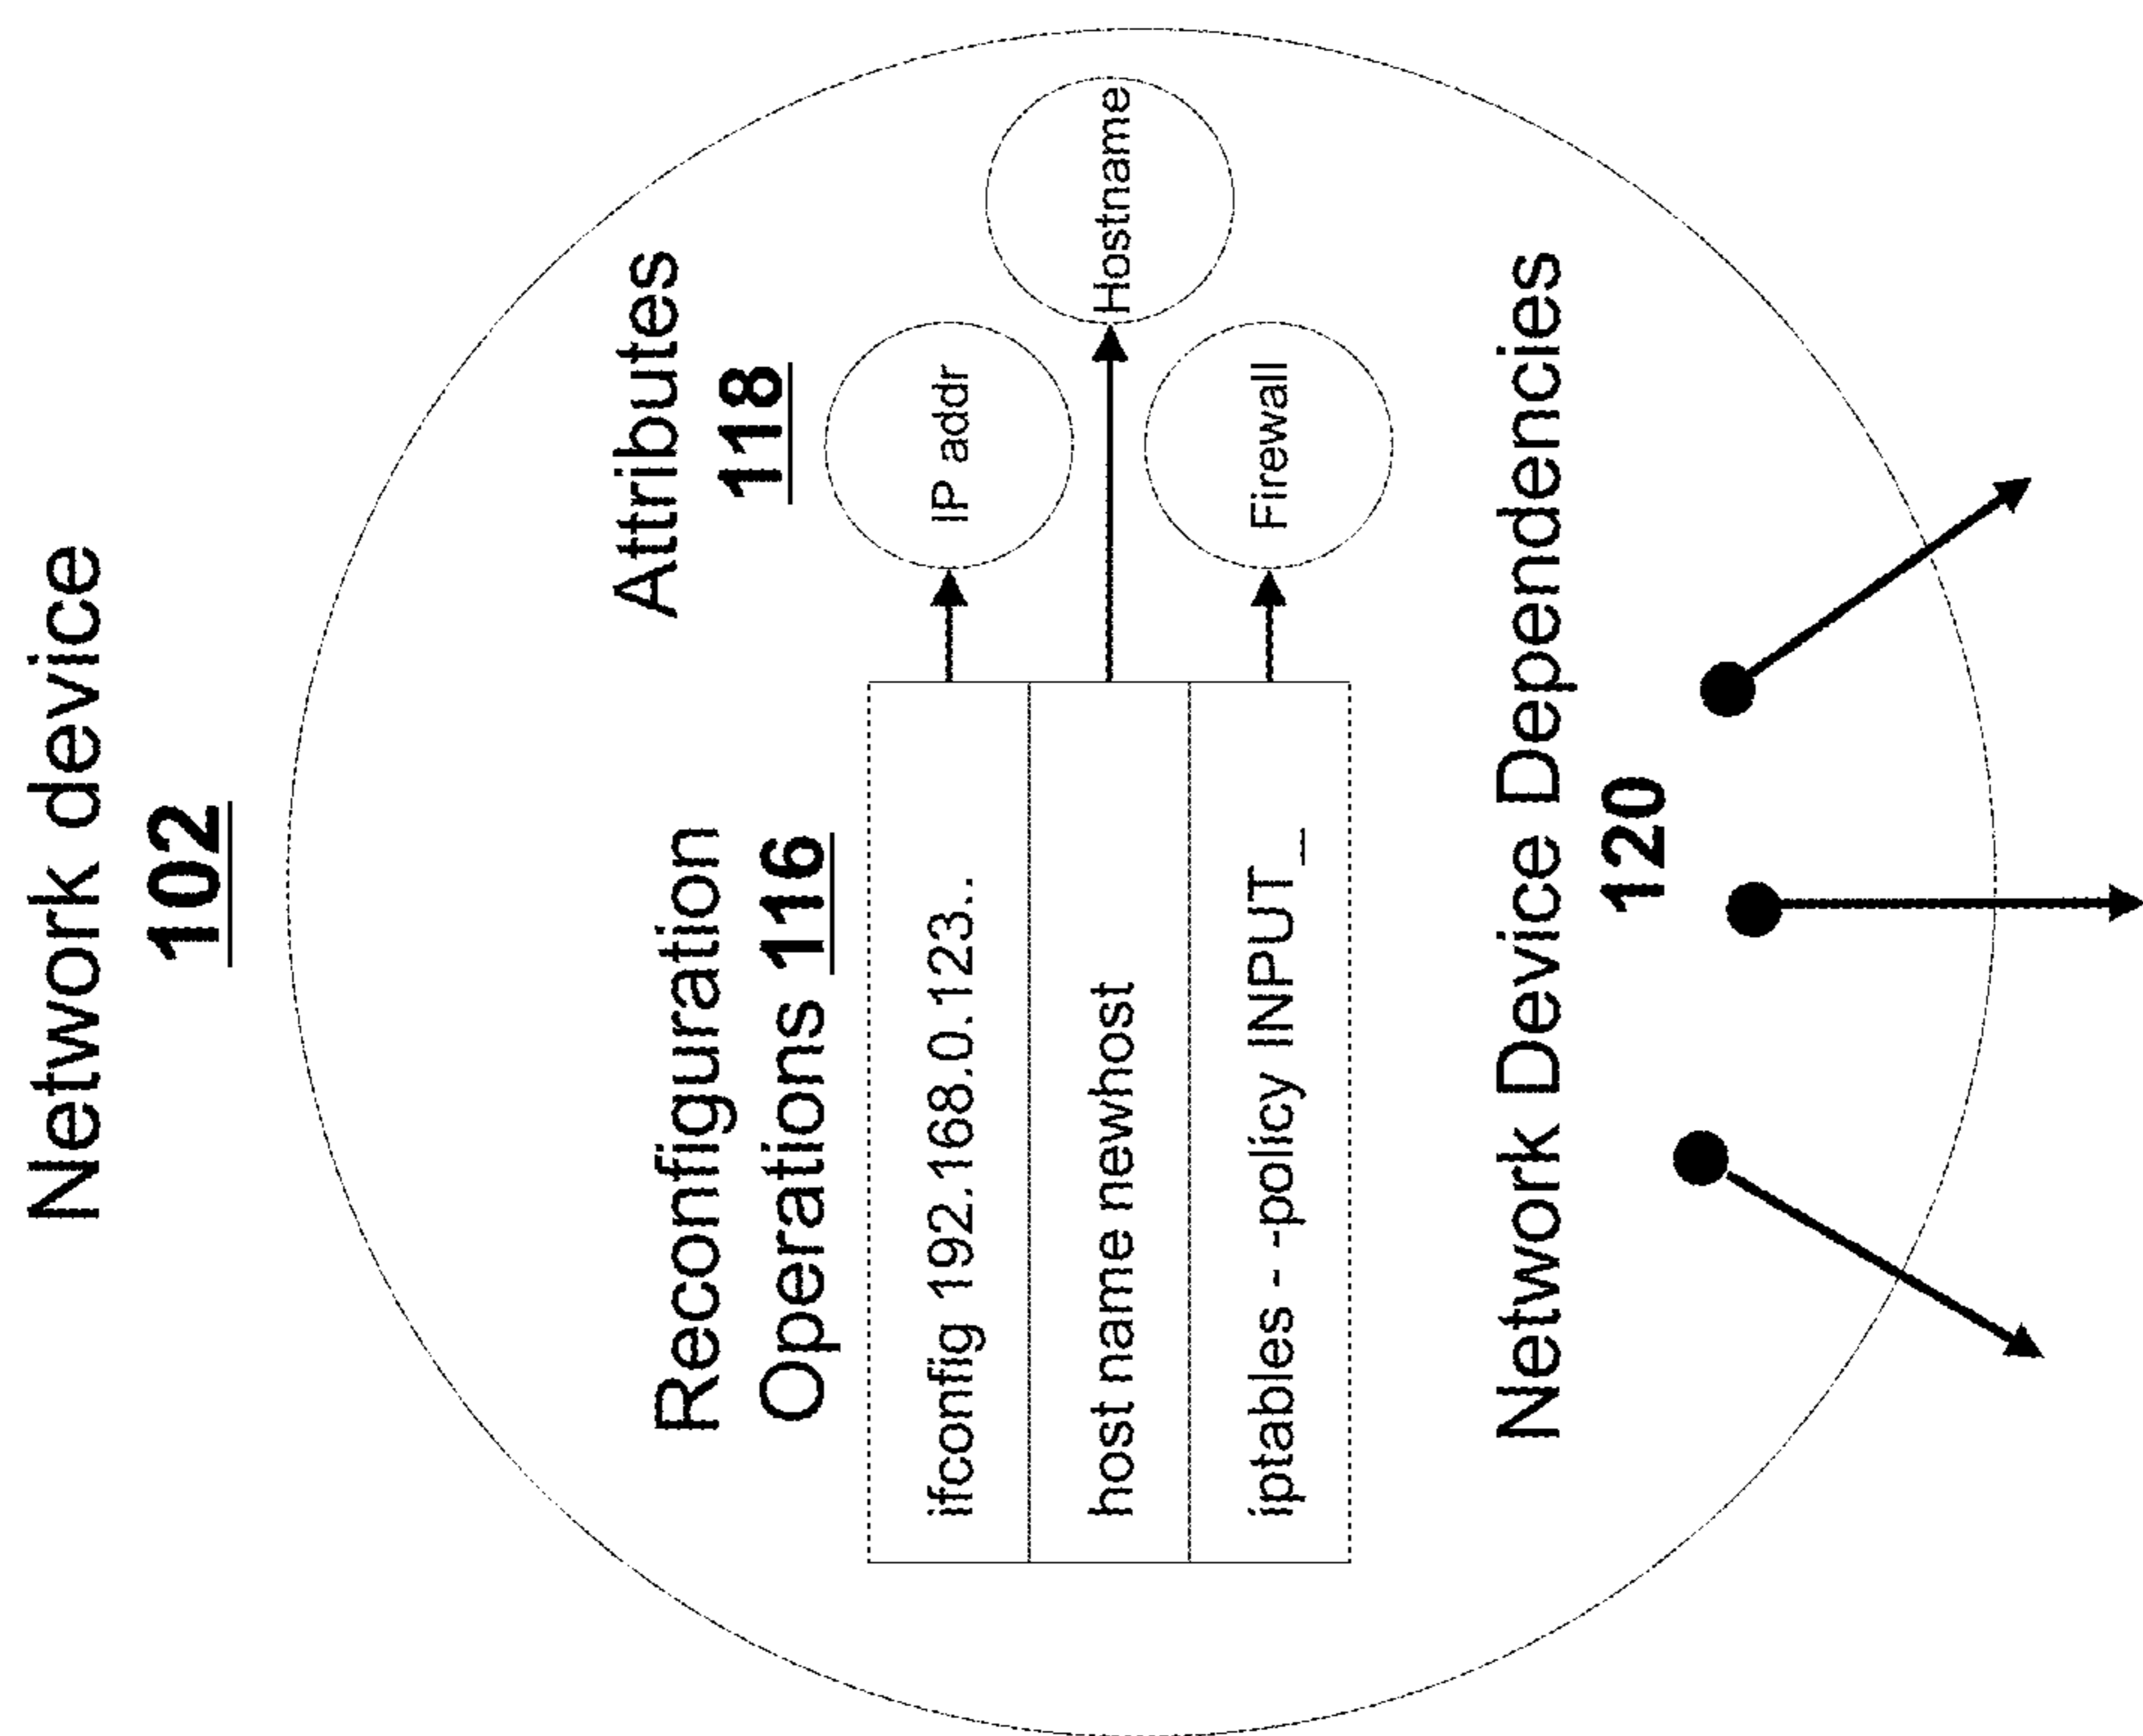 Network device
102
Attributes
118
Reconfiguration
Operations 116
IP addr
Hostname
Firewall
ifconfig 192.168.0.123..
host name newhost
iptables - -policy INPUT_
Network Device Dependencies
120